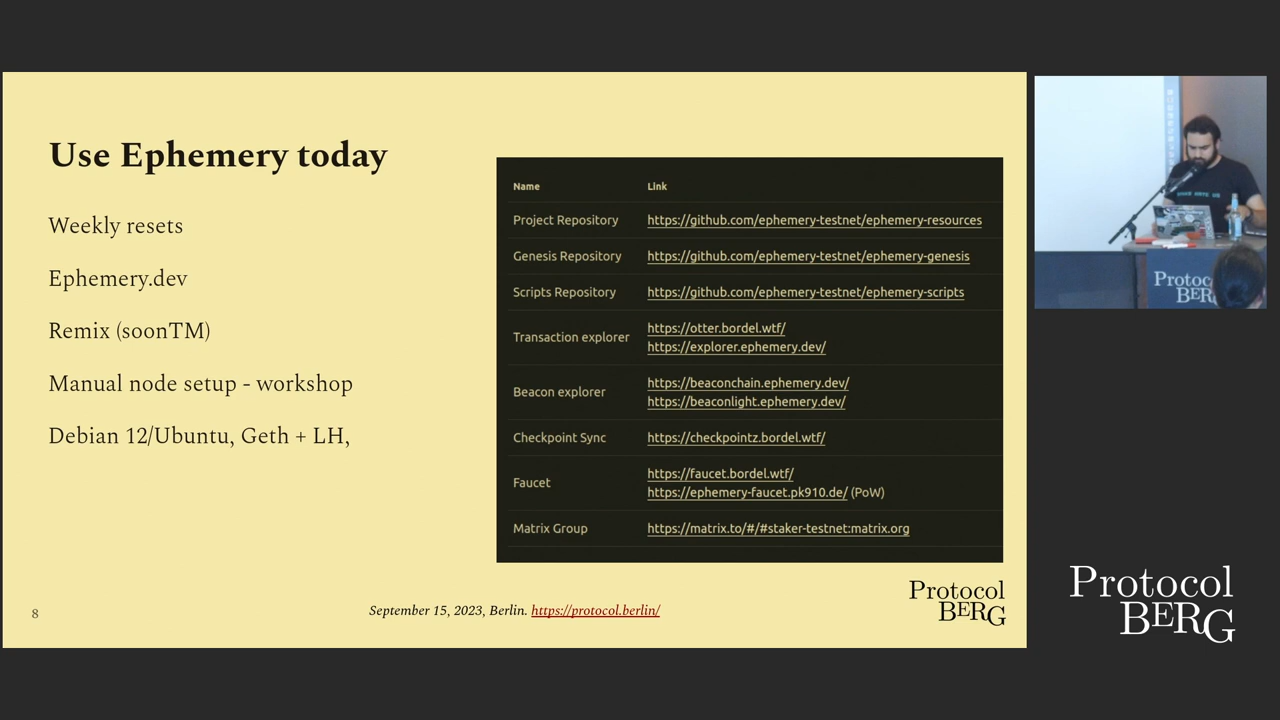 Use Ephemery today
Weekly resets
Ephemery.dev
Remix (soonTM)
Manual node setup - workshop
Debian 12/Ubuntu, Geth + LH,
Name Link
Project Repository https://github.com/ephemery-testnet/ephemery-resources
Genesis Repository https://github.com/ephemery-testnet/ephemery-genesis
Scripts Repository https://github.com/ephemery-testnet/ephemery-scripts
Transaction explorer https://otter.bordel.wtf/
https://explorer.ephemery.dev/
Beacon explorer https://beaconchain.ephemery.dev/
https://beaconlight.ephemery.dev/
Checkpoint Sync https://checkpointz.bordel.wtf/
Faucet https://faucet.bordel.wtf/
https://ephemery-faucet.pk910.de/ (PoW)
Matrix Group https://matrix.to/#/#staker-testnet:matrix.org
8
September 15, 2023, Berlin. https://protocol.berlin/
Protocol
BERG
Protocol
BERG